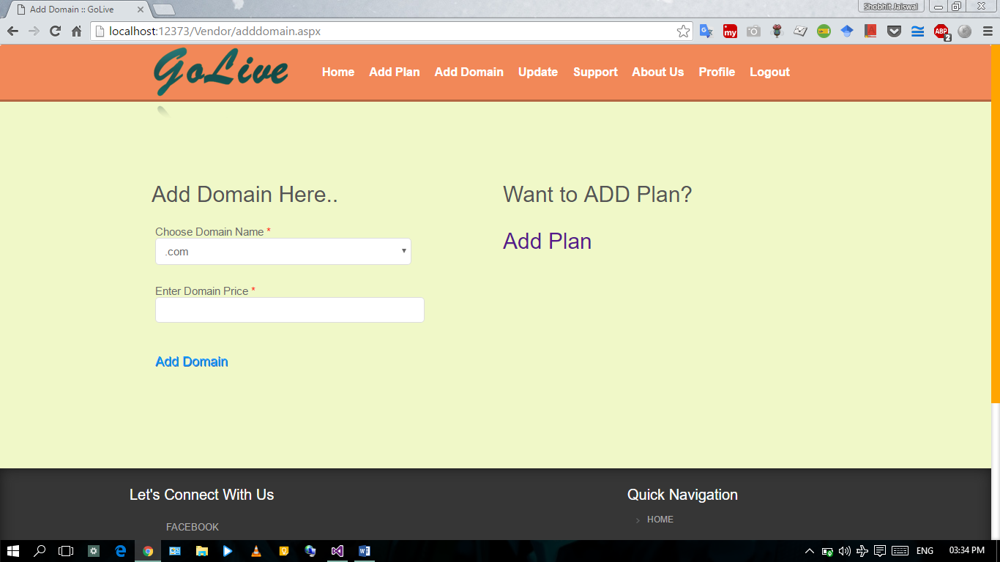 Add Domain :: GoLive
Shobhit Jaiswal
localhost:12373/Vendor/adddomain.aspx
my
ABP
2
GoLive
Home Add Plan Add Domain Update Support About Us Profile Logout
Add Domain Here..
Choose Domain Name *
.com
Enter Domain Price *
Add Domain
Want to ADD Plan?
Add Plan
Let's Connect With Us
FACEBOOK
Quick Navigation
HOME
ENG 03:34 PM